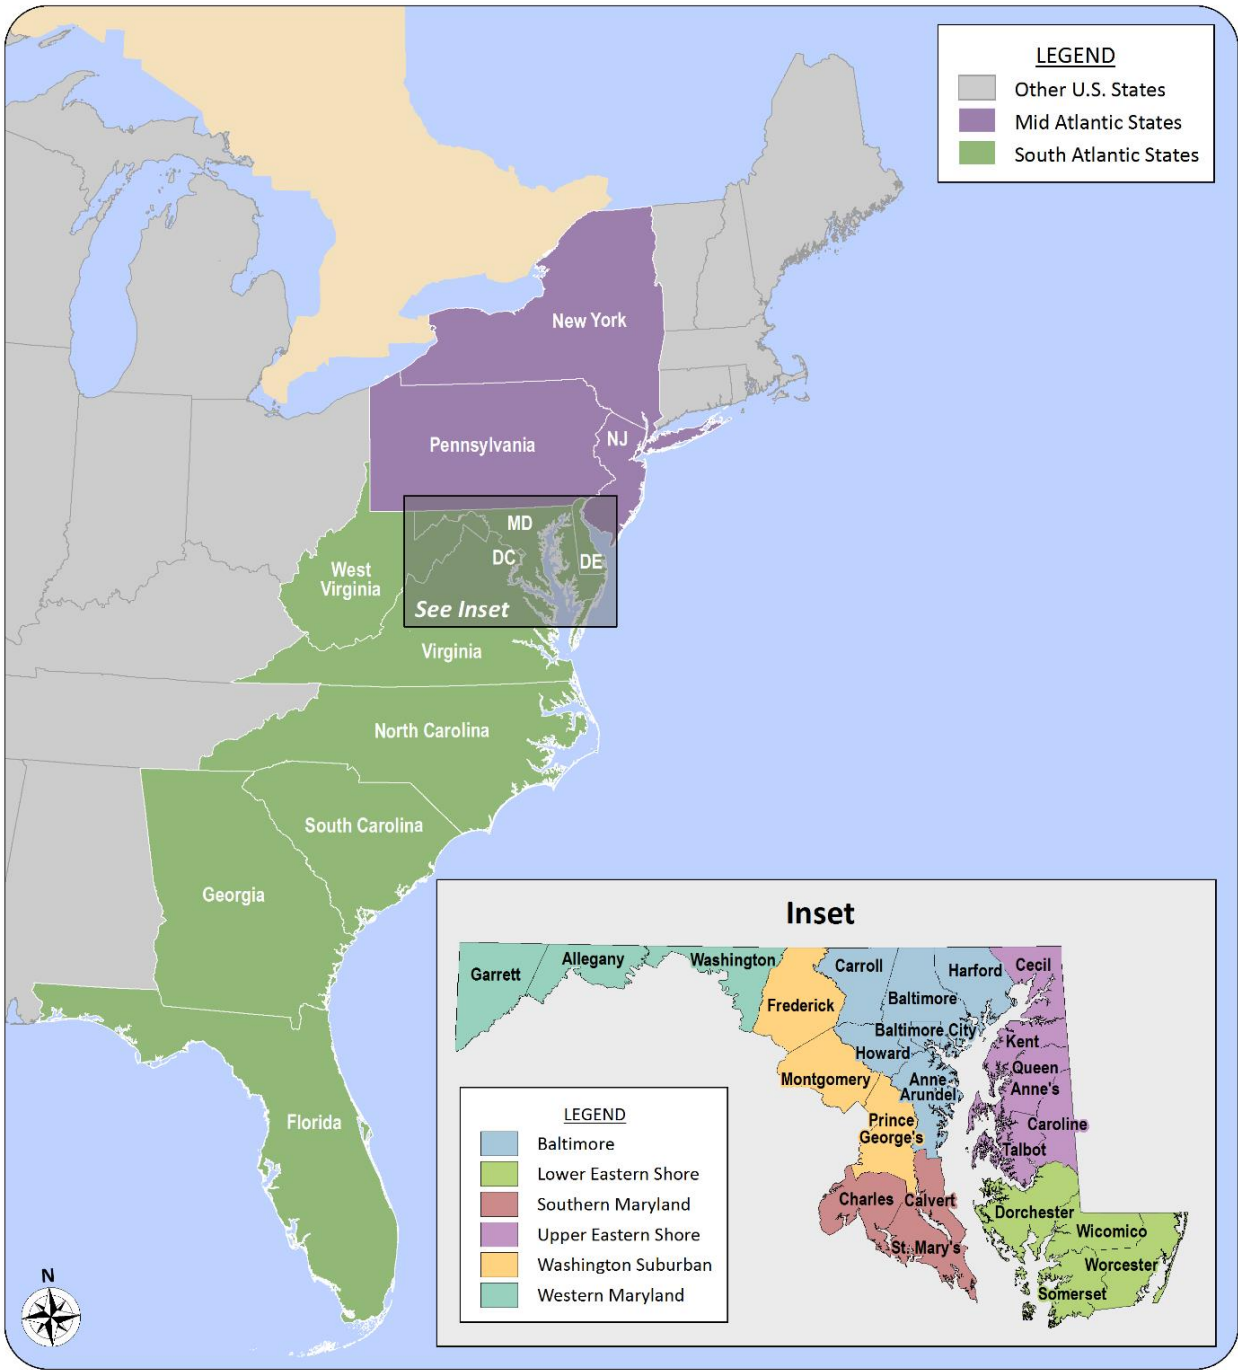 LEGEND
Other U.S. States
Mid Atlantic States
South Atlantic States
New York
Pennsylvania
NJ
MD
DC
DE
West
Virginia
See Inset
Virginia
North Carolina
South Carolina
Georgia
Florida
N
Inset
Garrett
Allegany
Washington
Frederick
Carroll
Baltimore
Harford
Cecil
Baltimore City
Howard
Kent
Queen
Anne's
Montgomery
Anne
Arundel
Prince
George's
Caroline
Talbot
Charles
Calvert
St. Mary's
Dorchester
Wicomico
Worcester
Somerset
LEGEND
Baltimore
Lower Eastern Shore
Southern Maryland
Upper Eastern Shore
Washington Suburban
Western Maryland